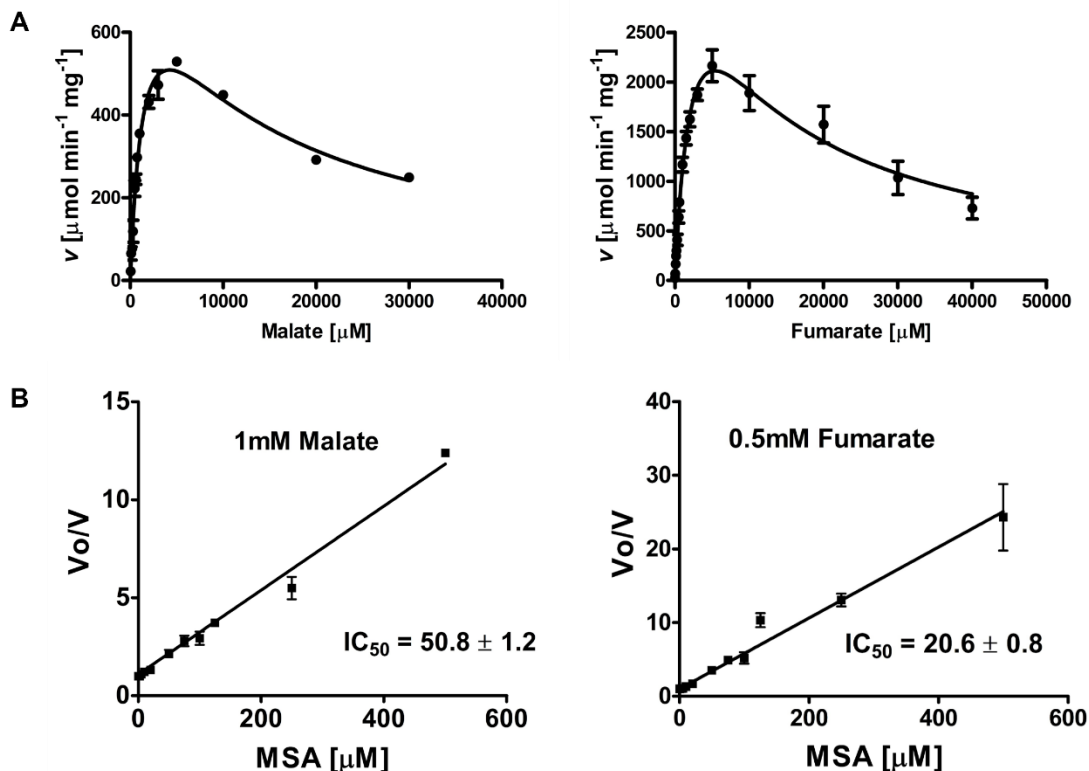 A
600
400
200
0
v [µmol min⁻¹ mg⁻¹]
0 10000 20000 30000 40000
Malate [µM]
2500
2000
1500
1000
500
0
v [µmol min⁻¹ mg⁻¹]
0 10000 20000 30000 40000 50000
Fumarate [µM]
B
15
10
5
0
Vo/V
1mM Malate
IC₅₀ = 50.8 ± 1.2
0 200 400 600
MSA [µM]
40
30
20
10
0
Vo/V
0.5mM Fumarate
IC₅₀ = 20.6 ± 0.8
0 200 400 600
MSA [µM]